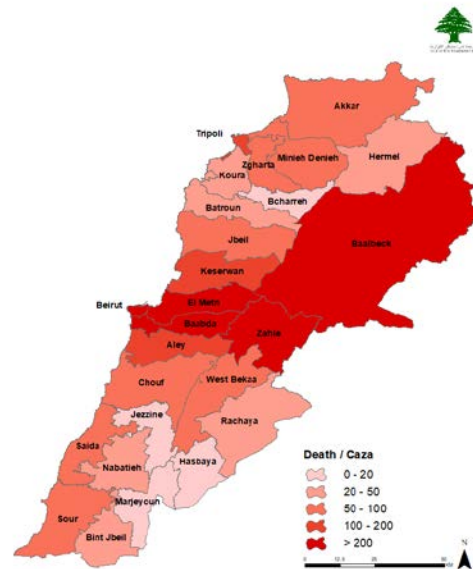 Akkar
Tripoli
Zgharta
Minieh Denieh
Hermel
Koura
Bcharreh
Batroun
Baalbeck
Jbeil
Keserwan
Beirut
El Metn
Baabda
Zahle
Aley
Chouf
West Bekaa
Jezzine
Rachaya
Saida
Nabatieh
Hasbaya
Marjeyoun
Sour
Bint Jbeil
Death / Caza
0 - 20
20 - 50
50 - 100
100 - 200
> 200
N